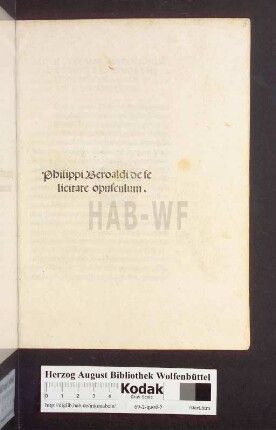 Philippi Beroaldi de fe
licitate opusculum.
HAB-WF
Herzog August Bibliothek Wolfenbüttel
Kodak